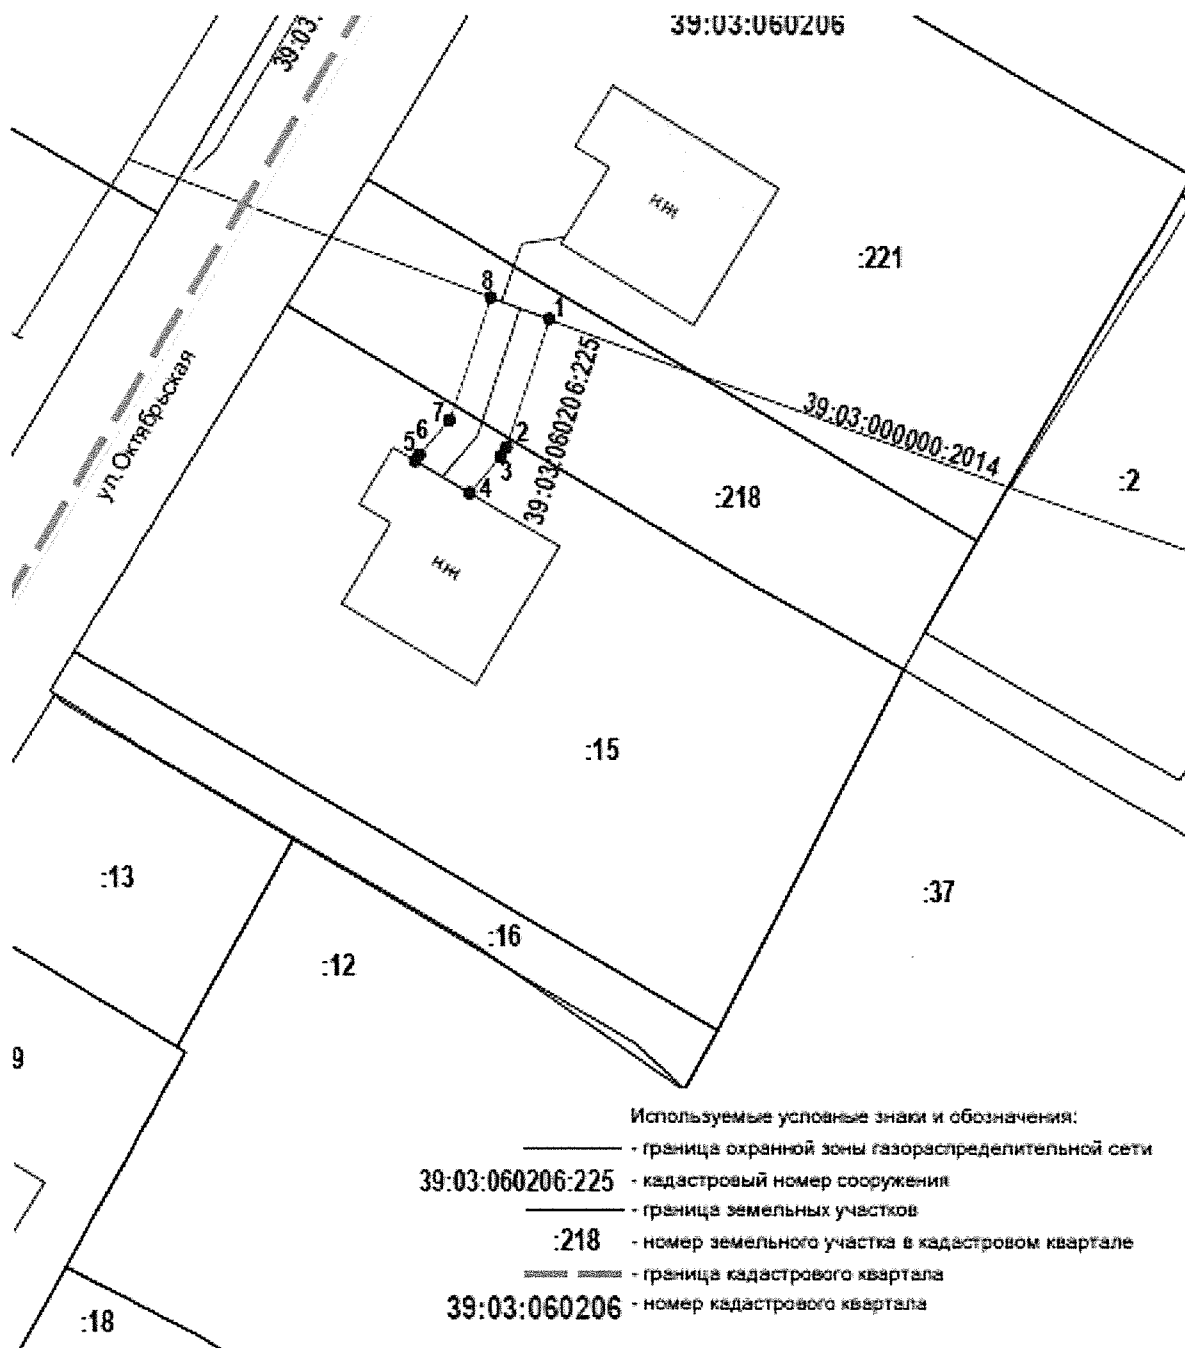 39:03:060206
39:03:
:221
8
1
39:03:060206:225
ул.Октябрьская
39:03:000000:2014
:2
7
6
5
2
3
4
:218
кж
кж
:15
:13
:37
:16
:12
9
:18
Используемые условные знаки и обозначения:
- граница охранной зоны газораспределительной сети
39:03:060206:225 - кадастровый номер сооружения
- граница земельных участков
:218 - номер земельного участка в кадастровом квартале
- граница кадастрового квартала
39:03:060206 - номер кадастрового квартала